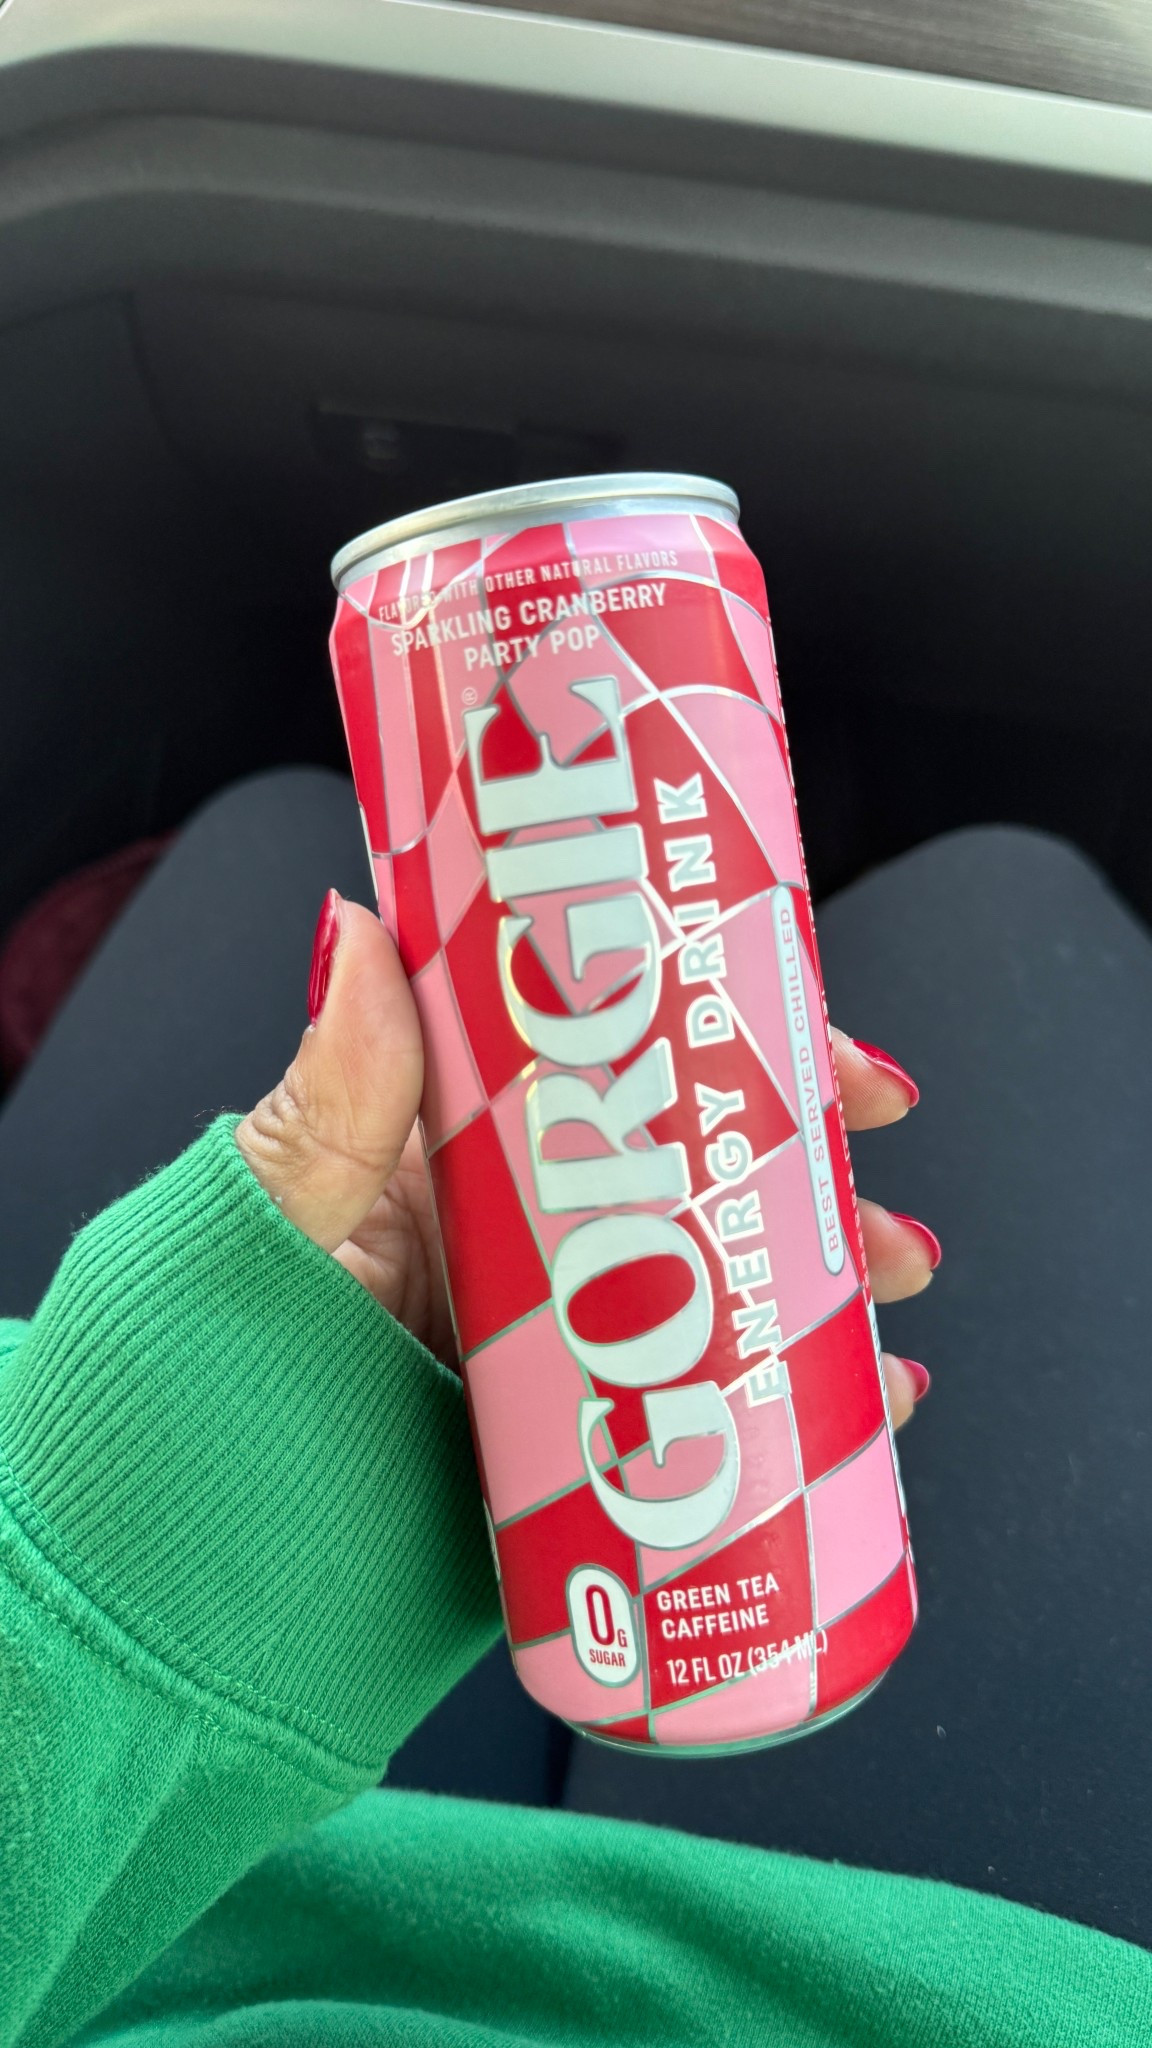 FLAVORED WITH OTHER NATURAL FLAVORS
SPARKLING CRANBERRY
PARTY POP
GORGIE®
ENERGY DRINK
BEST SERVED CHILLED
0G
SUGAR
GREEN TEA
CAFFEINE
12 FL OZ (354 ML)